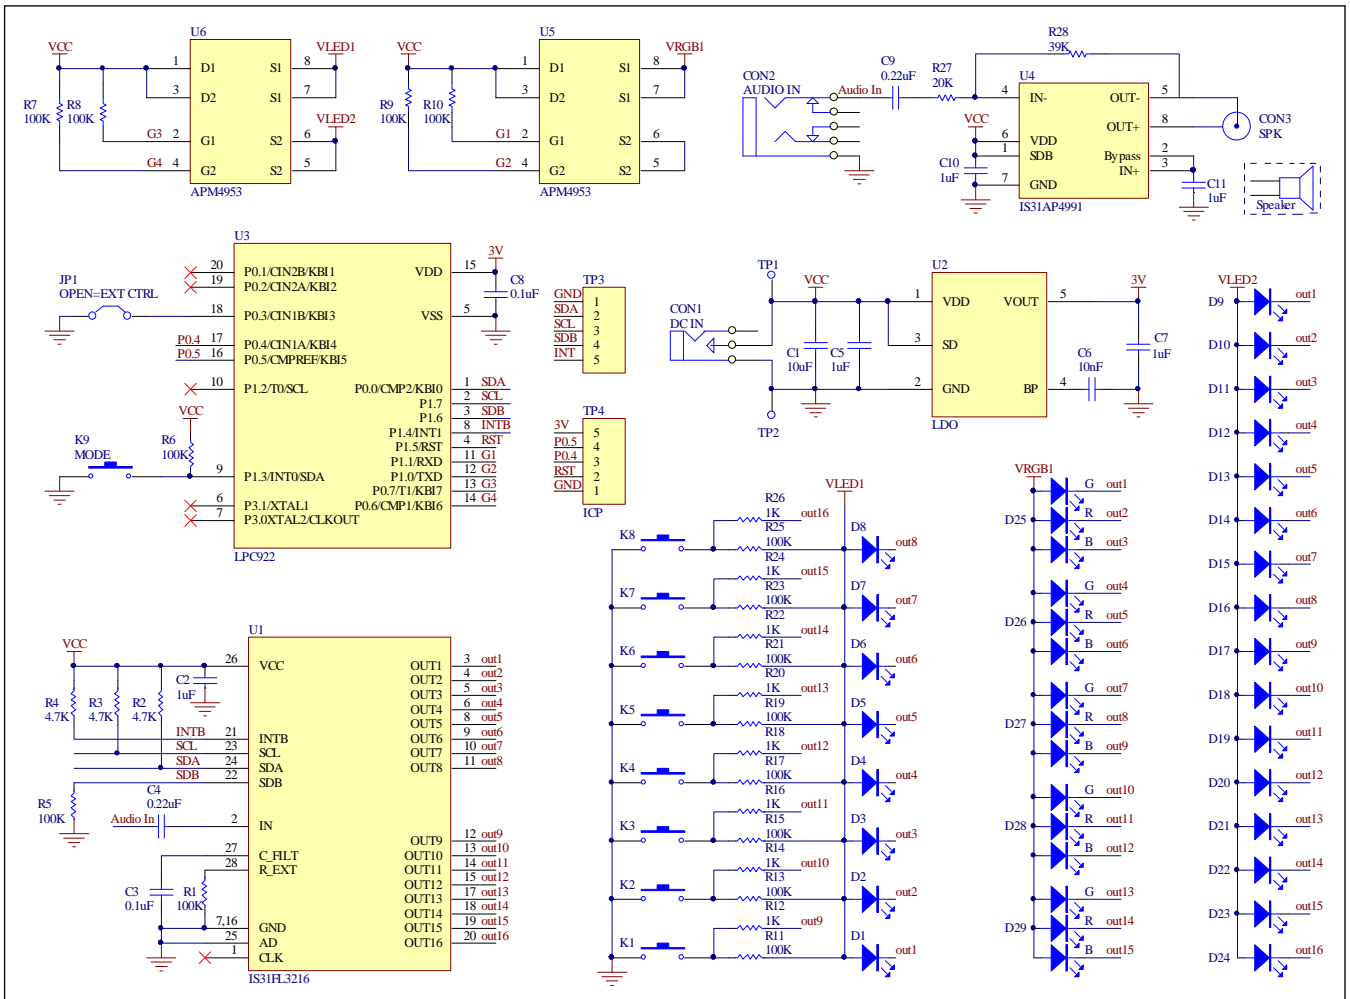 U6
VCC
VLED1
1 D1 S1 8
3 D2 S1 7
VLED2
R7
100K
R8
100K
G3 2 G1 S2 6
G4 4 G2 S2 5
APM4953
U5
VCC
VRGB1
1 D1 S1 8
3 D2 S1 7
R9
100K
R10
100K
G1 2 G1 S2 6
G2 4 G2 S2 5
APM4953
CON2
AUDIO IN
Audio In
C9
0.22uF
R27
20K
R28
39K
U4
4 IN- OUT- 5
OUT+ 8
VCC
6 VDD
1 SDB Bypass 2
IN+ 3
7 GND
C10
1uF
IS31AP4991
C11
1uF
CON3
SPK
Speaker
U3
20 P0.1/CIN2B/KBI1 VDD 15
19 P0.2/CIN2A/KBI2
3V
C8
0.1uF
JP1
OPEN=EXT CTRL
18 P0.3/CIN1B/KBI3 VSS 5
P0.4 17 P0.4/CIN1A/KBI4
P0.5 16 P0.5/CMPREF/KBI5
10 P1.2/T0/SCL P0.0/CMP2/KBI0 1 SDA
P1.7 2 SCL
P1.6 3 SDB
P1.4/INT1 8 INTB
P1.5/RST 4 RST
P1.1/RXD 11 G1
P1.0/TXD 12 G2
P0.7/T1/KBI7 13 G3
P0.6/CMP1/KBI6 14 G4
VCC
K9
MODE
R6
100K
9 P1.3/INT0/SDA
6 P3.1/XTAL1
7 P3.0XTAL2/CLKOUT
LPC922
TP3
GND 1
SDA 2
SCL 3
SDB 4
INT 5
TP4
3V 5
P0.5 4
P0.4 3
RST 2
GND 1
ICP
TP1
CON1
DC IN
TP2
VCC
C1
10uF
C5
1uF
U2
1 VDD VOUT 5
3 SD
2 GND BP 4
LDO
3V
C6
10nF
C7
1uF
U1
VCC
26 VCC
C2
1uF
R4
4.7K
R3
4.7K
R2
4.7K
INTB 21 INTB
SCL 23 SCL
SDA 24 SDA
SDB 22 SDB
R5
100K
C4
0.22uF
Audio In 2 IN
27 C_FILT
28 R_EXT
C3
0.1uF
R1
100K
7,16 GND
25 AD
1 CLK
OUT1 3 out1
OUT2 4 out2
OUT3 5 out3
OUT4 6 out4
OUT5 8 out5
OUT6 9 out6
OUT7 10 out7
OUT8 11 out8
OUT9 12 out9
OUT10 13 out10
OUT11 14 out11
OUT12 15 out12
OUT13 17 out13
OUT14 18 out14
OUT15 19 out15
OUT16 20 out16
IS31FL3216
VLED1
R26
1K out16
R25
K8 100K D8 out8
R24
1K out15
R23
K7 100K D7 out7
R22
1K out14
R21
K6 100K D6 out6
R20
1K out13
R19
K5 100K D5 out5
R18
1K out12
R17
K4 100K D4 out4
R16
1K out11
R15
K3 100K D3 out3
R14
1K out10
R13
K2 100K D2 out2
R12
1K out9
R11
K1 100K D1 out1
VRGB1
G out1
D25 R out2
B out3
G out4
D26 R out5
B out6
G out7
D27 R out8
B out9
G out10
D28 R out11
B out12
G out13
D29 R out14
B out15
VLED2
D9 out1
D10 out2
D11 out3
D12 out4
D13 out5
D14 out6
D15 out7
D16 out8
D17 out9
D18 out10
D19 out11
D20 out12
D21 out13
D22 out14
D23 out15
D24 out16